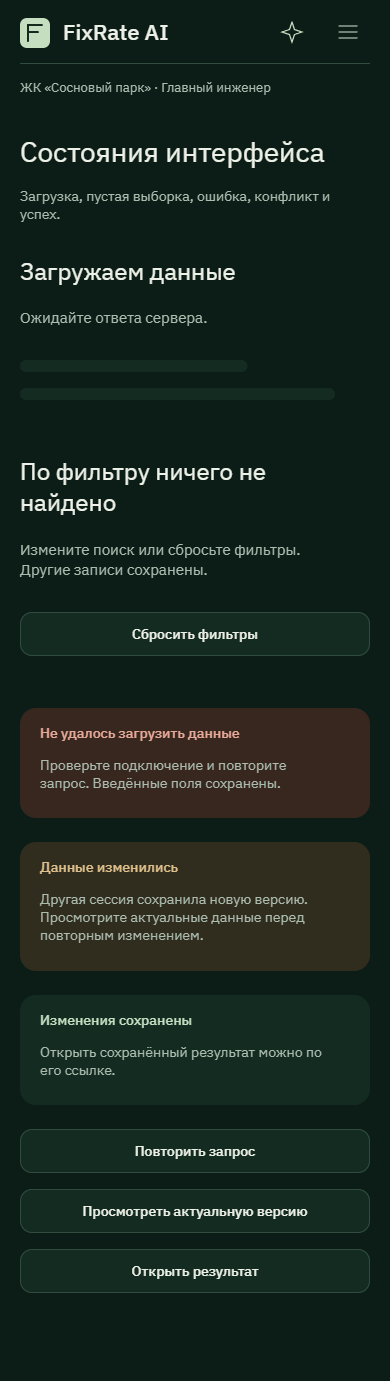 FixRate AI
ЖК «Сосновый парк» · Главный инженер
Состояния интерфейса
Загрузка, пустая выборка, ошибка, конфликт и
успех.
Загружаем данные
Ожидайте ответа сервера.
По фильтру ничего не
найдено
Измените поиск или сбросьте фильтры.
Другие записи сохранены.
Сбросить фильтры
Не удалось загрузить данные
Проверьте подключение и повторите
запрос. Введённые поля сохранены.
Данные изменились
Другая сессия сохранила новую версию.
Просмотрите актуальные данные перед
повторным изменением.
Изменения сохранены
Открыть сохранённый результат можно по
его ссылке.
Повторить запрос
Просмотреть актуальную версию
Открыть результат